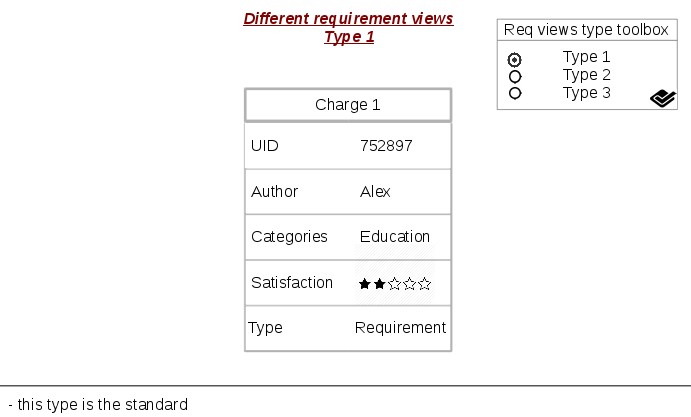 Different requirement views
Type 1
Req views type toolbox
Type 1
Type 2
Type 3
Charge 1
UID 752897
Author Alex
Categories Education
Satisfaction
Type Requirement
- this type is the standard